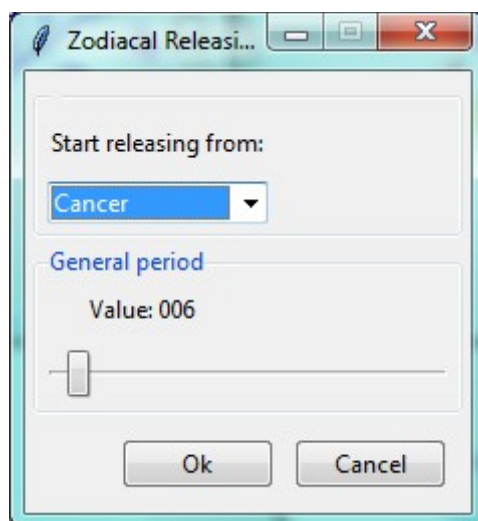 Zodiacal Releasi...
Start releasing from:
Cancer
General period
Value: 006
Ok
Cancel